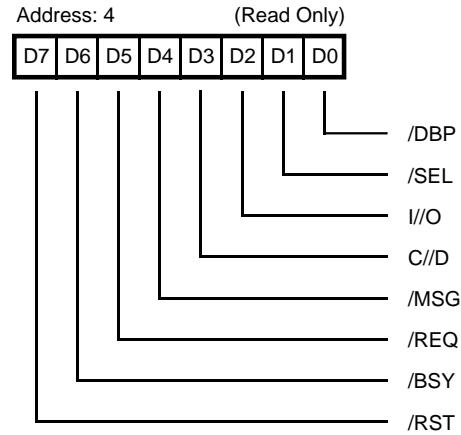 Address: 4 (Read Only)
D7 D6 D5 D4 D3 D2 D1 D0
/DBP
/SEL
I//O
C//D
/MSG
/REQ
/BSY
/RST